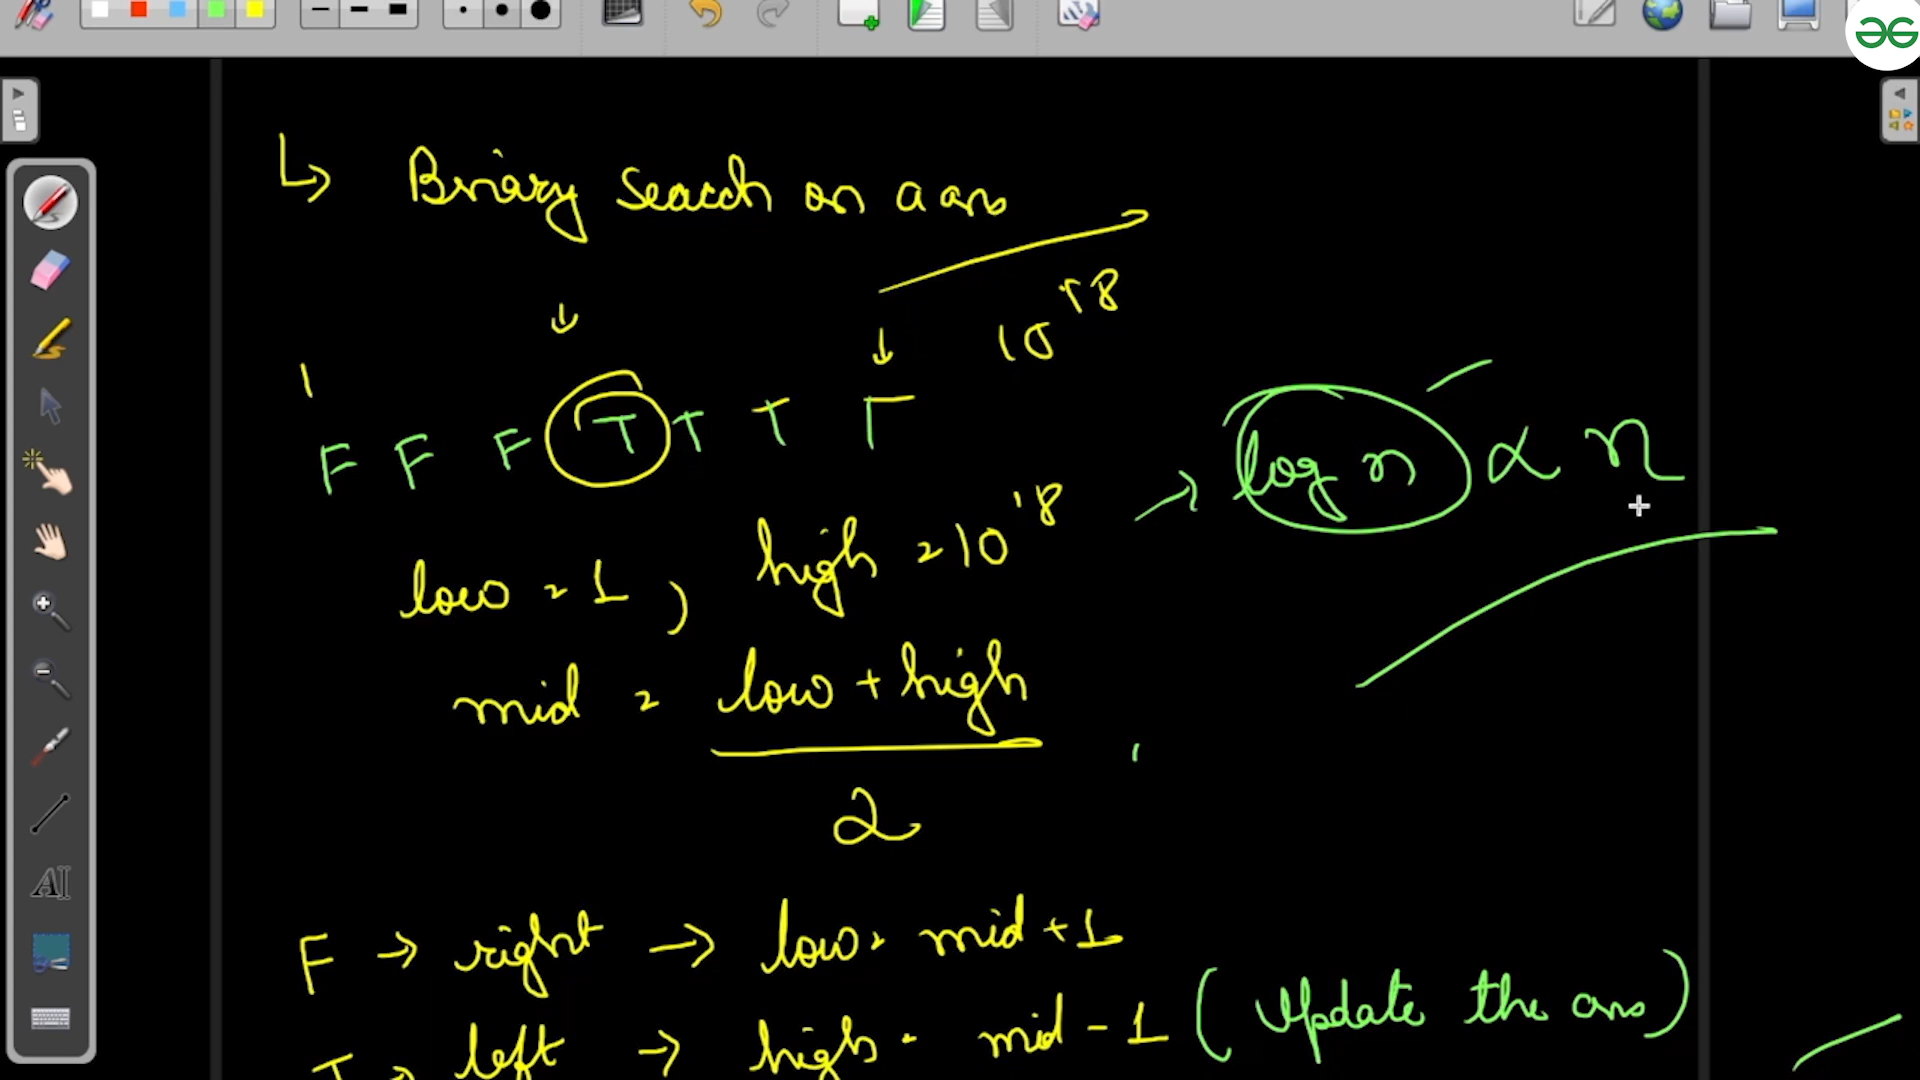 ↳ Binary Search on a ans
10^18
1
F F F T T T T
→ log n ∝ n
low = 1, high = 10^18
mid = low + high
2
F → right → low = mid + 1
T → left → high = mid - 1 (Update the ans)